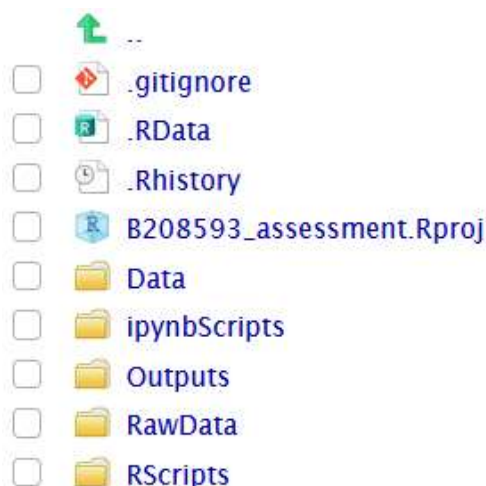 ..
.gitignore
.RData
.Rhistory
B208593_assessment.Rproj
Data
ipynbScripts
Outputs
RawData
RScripts